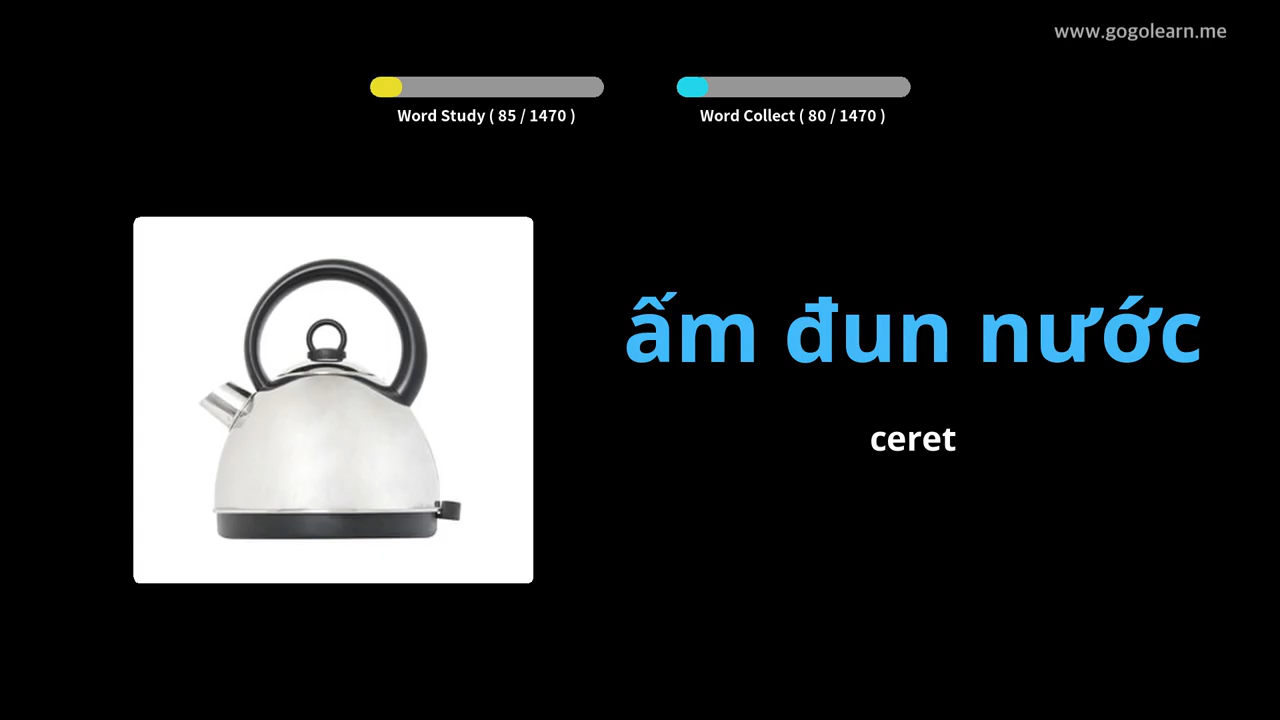 www.gogolearn.me
Word Study ( 85 / 1470 )
Word Collect ( 80 / 1470 )
ấm đun nước
ceret